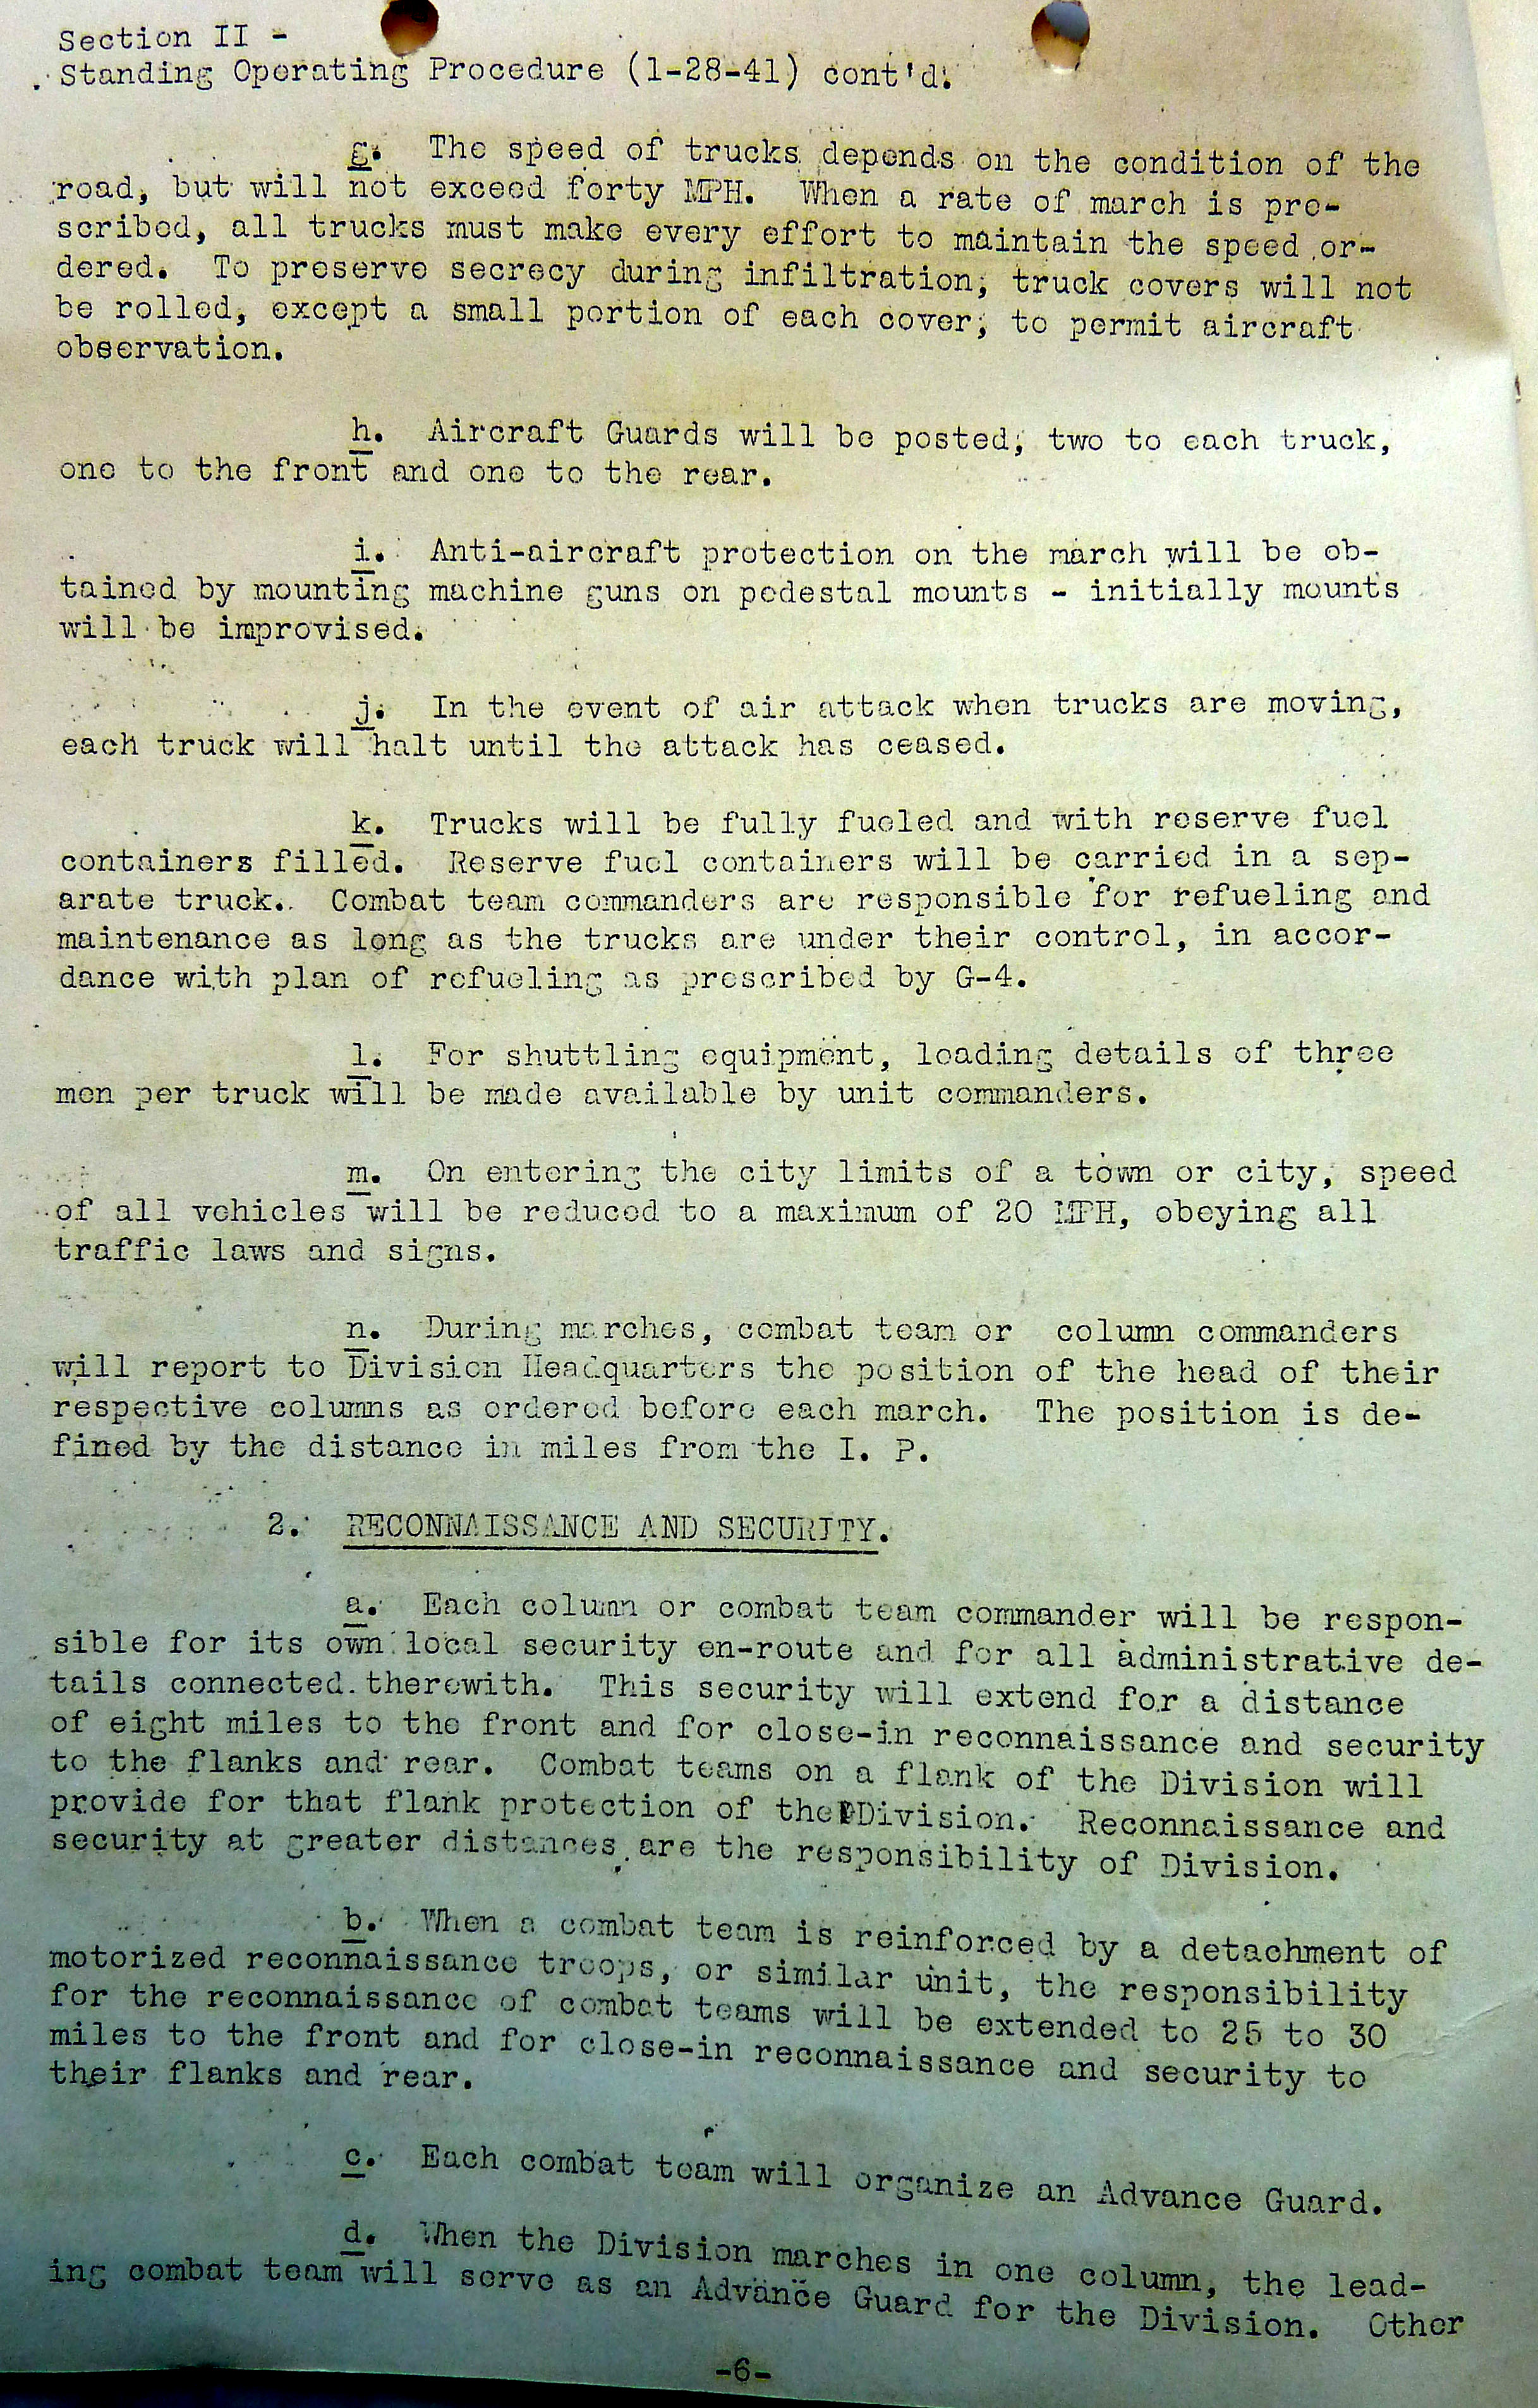 Section II -
Standing Operating Procedure (1-28-41) cont'd.
g. The speed of trucks depends on the condition of the
road, but will not exceed forty MPH. When a rate of march is pre-
scribed, all trucks must make every effort to maintain the speed or-
dered. To preserve secrecy during infiltration, truck covers will not
be rolled, except a small portion of each cover, to permit aircraft
observation.
h. Aircraft Guards will be posted, two to each truck,
one to the front and one to the rear.
i. Anti-aircraft protection on the march will be ob-
tained by mounting machine guns on pedestal mounts - initially mounts
will be improvised.
j. In the event of air attack when trucks are moving,
each truck will halt until the attack has ceased.
k. Trucks will be fully fueled and with reserve fuel
containers filled. Reserve fuel containers will be carried in a sep-
arate truck. Combat team commanders are responsible for refueling and
maintenance as long as the trucks are under their control, in accor-
dance with plan of refueling as prescribed by G-4.
l. For shuttling equipment, loading details of three
men per truck will be made available by unit commanders.
m. On entering the city limits of a town or city, speed
of all vehicles will be reduced to a maximum of 20 MPH, obeying all
traffic laws and signs.
n. During marches, combat team or column commanders
will report to Division Headquarters the position of the head of their
respective columns as ordered before each march. The position is de-
fined by the distance in miles from the I. P.
2. RECONNAISSANCE AND SECURITY.
a. Each column or combat team commander will be respon-
sible for its own local security en-route and for all administrative de-
tails connected therewith. This security will extend for a distance
of eight miles to the front and for close-in reconnaissance and security
to the flanks and rear. Combat teams on a flank of the Division will
provide for that flank protection of the Division. Reconnaissance and
security at greater distances are the responsibility of Division.
b. When a combat team is reinforced by a detachment of
motorized reconnaissance troops, or similar unit, the responsibility
for the reconnaissance of combat teams will be extended to 25 to 30
miles to the front and for close-in reconnaissance and security to
their flanks and rear.
c. Each combat team will organize an Advance Guard.
d. When the Division marches in one column, the lead-
ing combat team will serve as an Advance Guard for the Division. Other
-6-